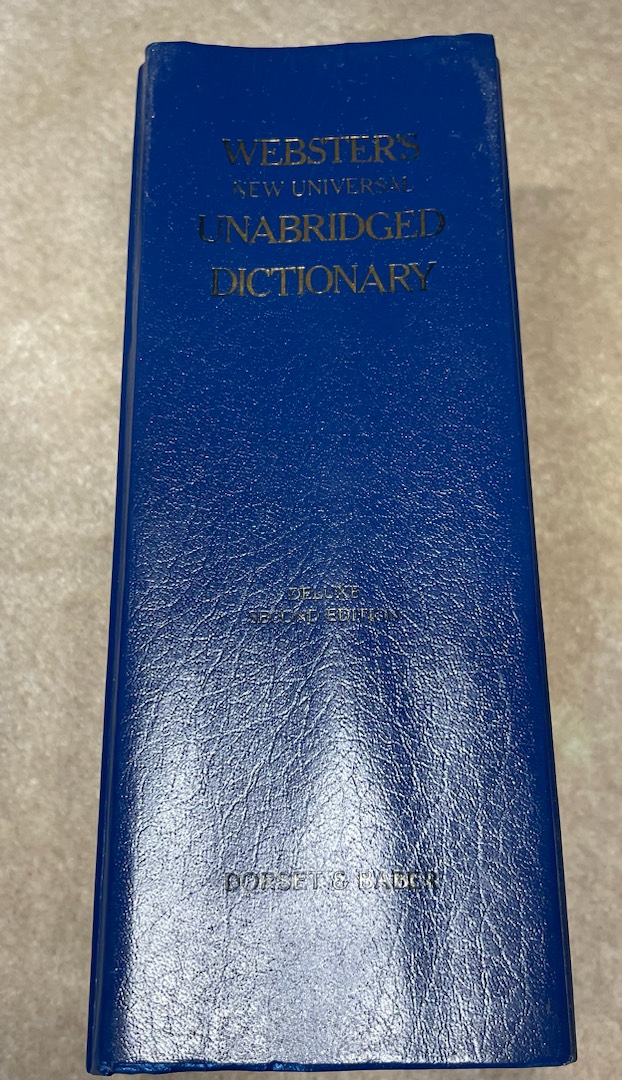 WEBSTER'S
NEW UNIVERSAL
UNABRIDGED
DICTIONARY
DELUXE
SECOND EDITION
DORSET & BABER